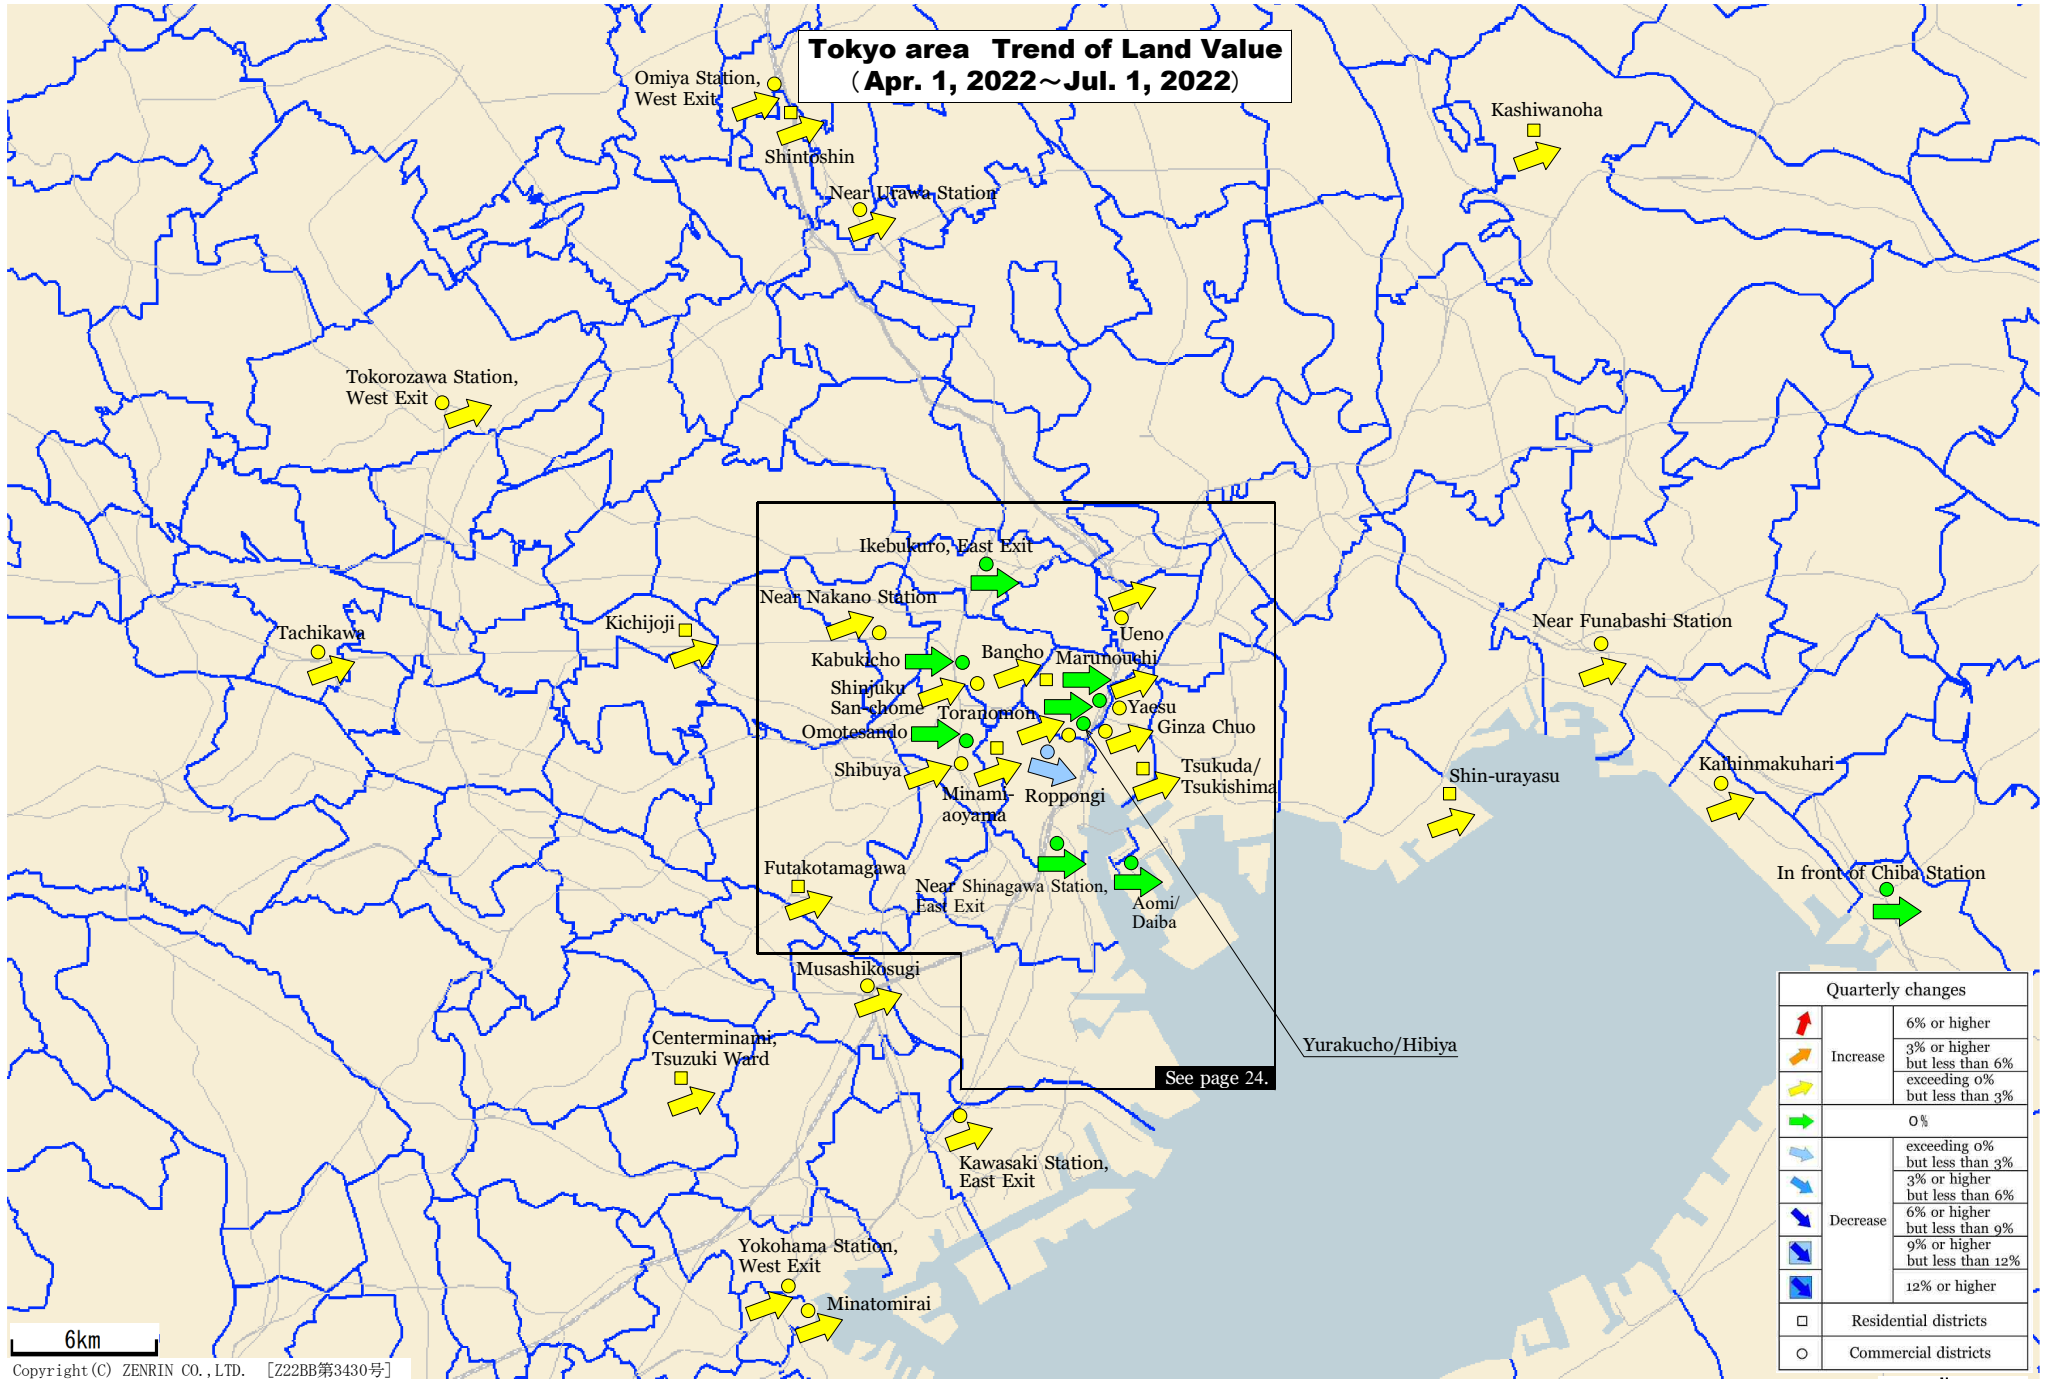 Tokyo area Trend of Land Value
（Apr. 1, 2022～Jul. 1, 2022）
Omiya Station,
West Exit
Shintoshin
Near Urawa Station
Kashiwanoha
Tokorozawa Station,
West Exit
Ikebukuro, East Exit
Near Nakano Station
Kichijoji
Tachikawa
Ueno
Near Funabashi Station
Kabukicho
Bancho
Marunouchi
Shinjuku
San-chome
Toranomon
Yaesu
Omotesando
Ginza Chuo
Shibuya
Minami-
aoyama
Roppongi
Tsukuda/
Tsukishima
Shin-urayasu
Kaihinmakuhari
Futakotamagawa
Near Shinagawa Station,
East Exit
Aomi/
Daiba
In front of Chiba Station
Musashikosugi
Centerminami,
Tsuzuki Ward
Yurakucho/Hibiya
See page 24.
Kawasaki Station,
East Exit
Yokohama Station,
West Exit
Minatomirai
Quarterly changes
Increase
6% or higher
3% or higher
but less than 6%
exceeding 0%
but less than 3%
0%
Decrease
exceeding 0%
but less than 3%
3% or higher
but less than 6%
6% or higher
but less than 9%
9% or higher
but less than 12%
12% or higher
Residential districts
Commercial districts
6km
Copyright(C) ZENRIN CO.,LTD. [Z22BB第3430号]